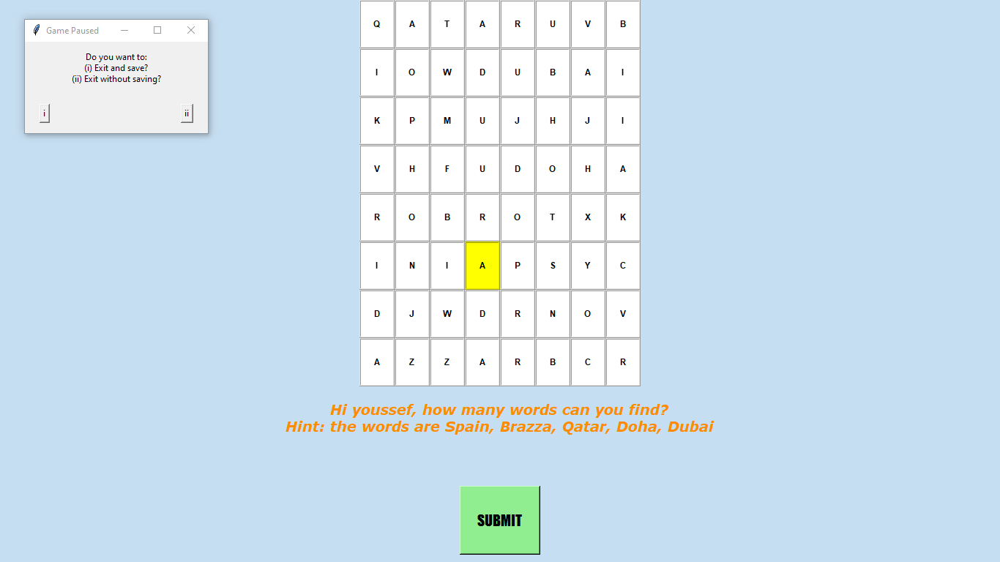 Game Paused
Do you want to:
(i) Exit and save?
(ii) Exit without saving?
i ii
Q A T A R U V B
I O W D U B A I
K P M U J H J I
V H F U D O H A
R O B R O T X K
I N I A P S Y C
D J W D R N O V
A Z Z A R B C R
Hi youssef, how many words can you find?
Hint: the words are Spain, Brazza, Qatar, Doha, Dubai
SUBMIT